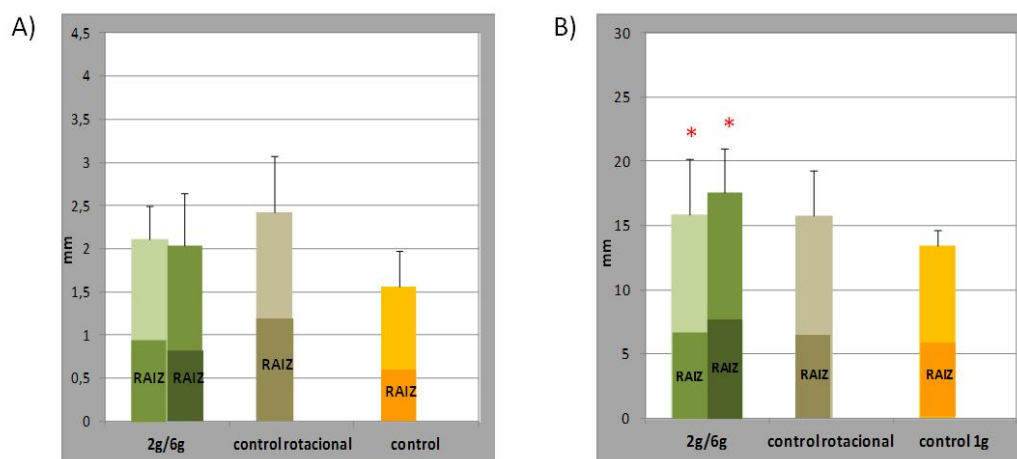 A)
4,5
4
3,5
3
2,5
2
1,5
1
0,5
0
mm
RAIZ
RAIZ
RAIZ
RAIZ
2g/6g
control rotacional
control
B)
30
25
20
15
10
5
0
mm
*
*
RAIZ
RAIZ
RAIZ
RAIZ
2g/6g
control rotacional
control 1g